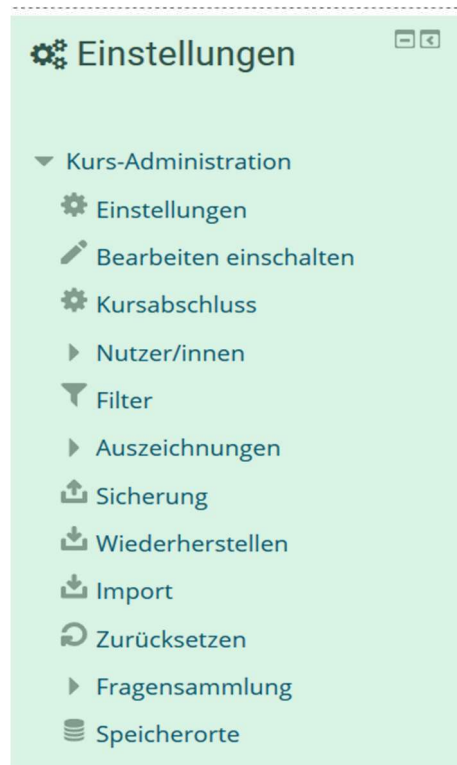 Einstellungen
Kurs-Administration
Einstellungen
Bearbeiten einschalten
Kursabschluss
Nutzer/innen
Filter
Auszeichnungen
Sicherung
Wiederherstellen
Import
Zurücksetzen
Fragensammlung
Speicherorte